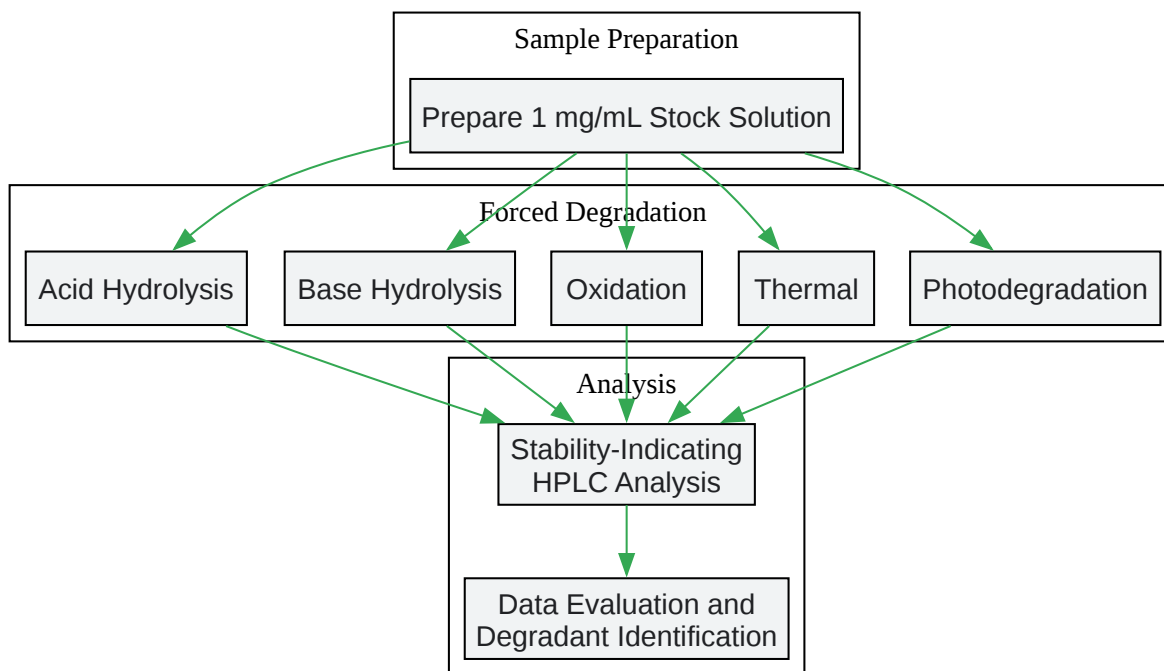 Sample Preparation
Prepare 1 mg/mL Stock Solution
Forced Degradation
Acid Hydrolysis
Base Hydrolysis
Oxidation
Thermal
Photodegradation
Analysis
Stability-Indicating
HPLC Analysis
Data Evaluation and
Degradant Identification